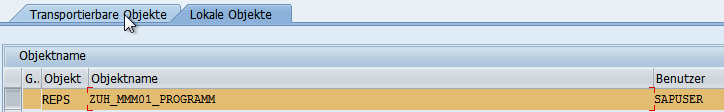 Transportierbare Objekte Lokale Objekte
Objektname
G.. Objekt Objektname Benutzer
REPS ZUH_MMM01_PROGRAMM SAPUSER